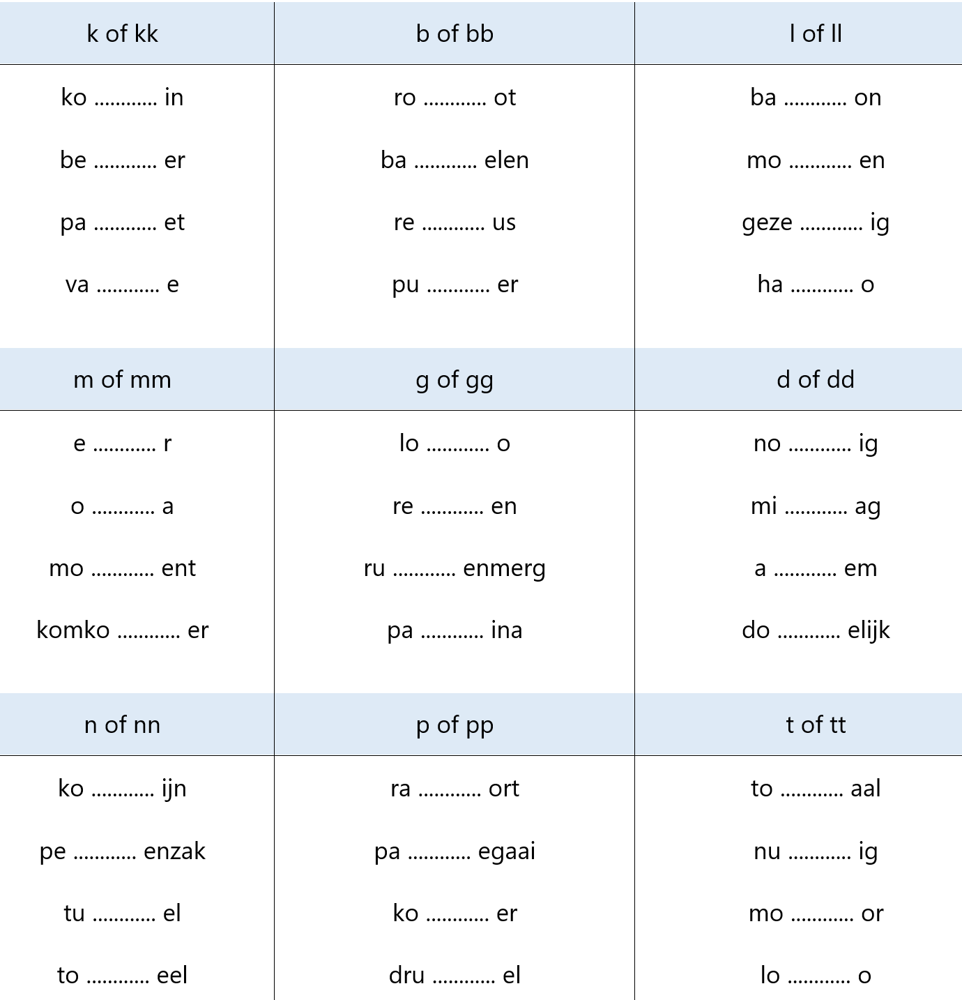 k of kk
b of bb
l of ll
ko ............ in
ro ............ ot
ba ............ on
be ............ er
ba ............ elen
mo ............ en
pa ............ et
re ............ us
geze ............ ig
va ............ e
pu ............ er
ha ............ o
m of mm
g of gg
d of dd
e ............ r
lo ............ o
no ............ ig
o ............ a
re ............ en
mi ............ ag
mo ............ ent
ru ............ enmerg
a ............ em
komko ............ er
pa ............ ina
do ............ elijk
n of nn
p of pp
t of tt
ko ............ ijn
ra ............ ort
to ............ aal
pe ............ enzak
pa ............ egaai
nu ............ ig
tu ............ el
ko ............ er
mo ............ or
to ............ eel
dru ............ el
lo ............ o